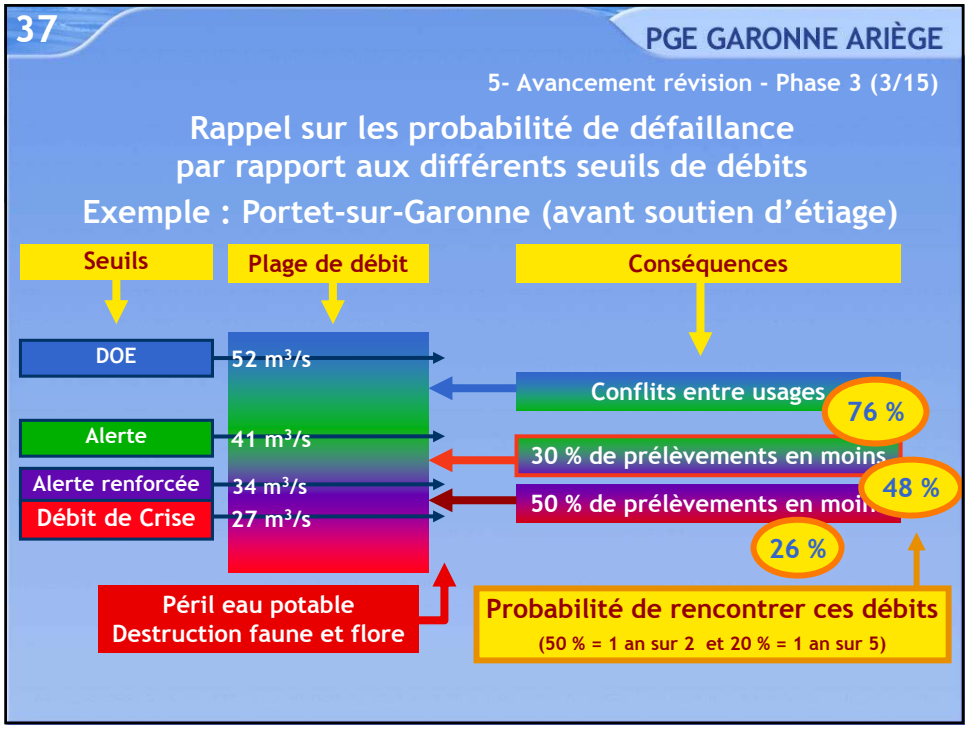 37
PGE GARONNE ARIÈGE
5- Avancement révision - Phase 3 (3/15)
Rappel sur les probabilité de défaillance
par rapport aux différents seuils de débits
Exemple : Portet-sur-Garonne (avant soutien d'étiage)
Seuils
Plage de débit
Conséquences
DOE
52 m³/s
Conflits entre usages
76 %
Alerte
41 m³/s
30 % de prélèvements en moins
Alerte renforcée
34 m³/s
48 %
50 % de prélèvements en moins
Débit de Crise
27 m³/s
26 %
Péril eau potable
Destruction faune et flore
Probabilité de rencontrer ces débits
(50 % = 1 an sur 2 et 20 % = 1 an sur 5)